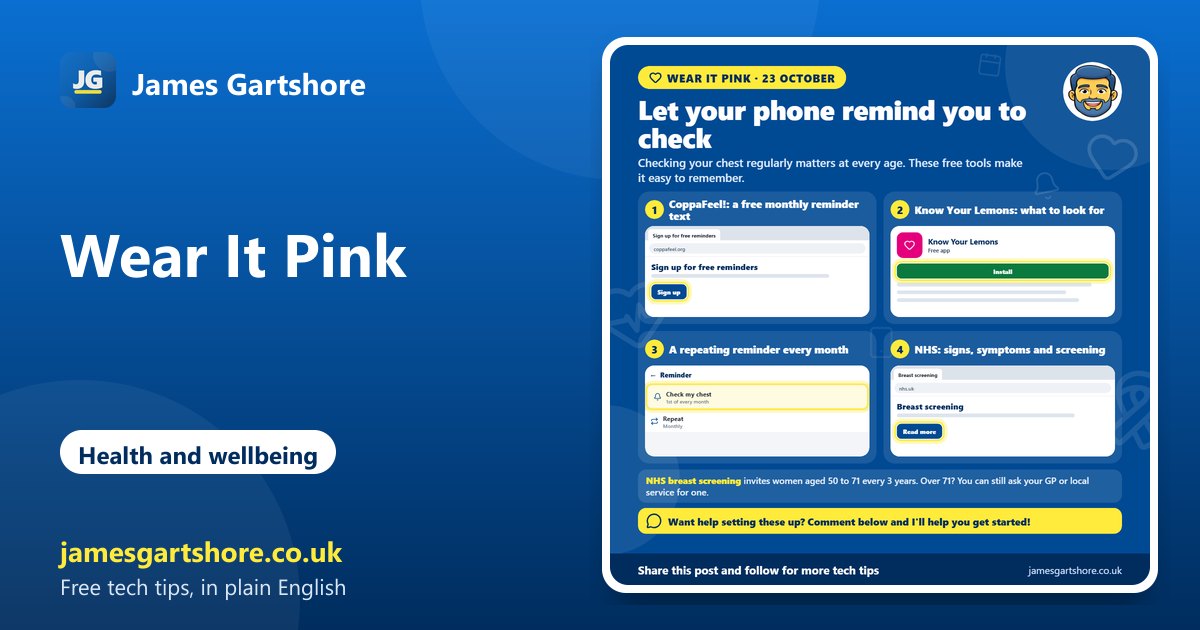 JG
James Gartshore
Wear It Pink
Health and wellbeing
jamesgartshore.co.uk
Free tech tips, in plain English
WEAR IT PINK · 23 OCTOBER
Let your phone remind you to
check
Checking your chest regularly matters at every age. These free tools make
it easy to remember.
1
CoppaFeel!: a free monthly reminder
text
Sign up for free reminders
coppafeel.org
Sign up for free reminders
Sign up
2
Know Your Lemons: what to look for
Know Your Lemons
Free app
Install
3
A repeating reminder every month
← Reminder
Check my chest
1st of every month
Repeat
Monthly
4
NHS: signs, symptoms and screening
Breast screening
nhs.uk
Breast screening
Read more
NHS breast screening invites women aged 50 to 71 every 3 years. Over 71? You can still ask your GP or local
service for one.
Want help setting these up? Comment below and I'll help you get started!
Share this post and follow for more tech tips
jamesgartshore.co.uk